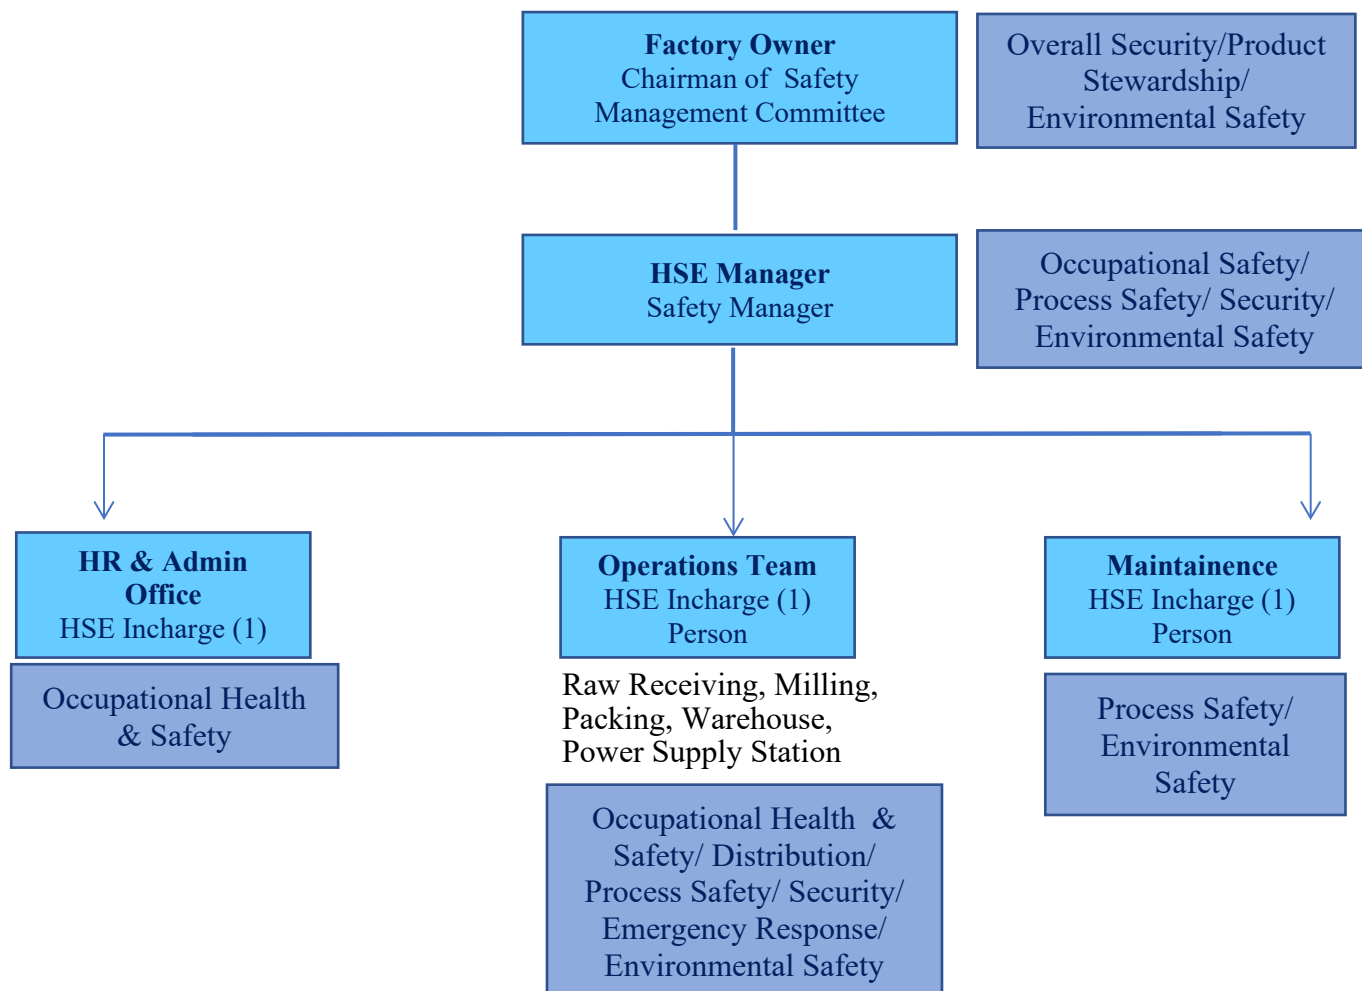 Factory Owner
Chairman of Safety
Management Committee
Overall Security/Product
Stewardship/
Environmental Safety
HSE Manager
Safety Manager
Occupational Safety/
Process Safety/ Security/
Environmental Safety
HR & Admin
Office
HSE Incharge (1)
Occupational Health
& Safety
Operations Team
HSE Incharge (1)
Person
Raw Receiving, Milling,
Packing, Warehouse,
Power Supply Station
Occupational Health &
Safety/ Distribution/
Process Safety/ Security/
Emergency Response/
Environmental Safety
Maintainence
HSE Incharge (1)
Person
Process Safety/
Environmental
Safety